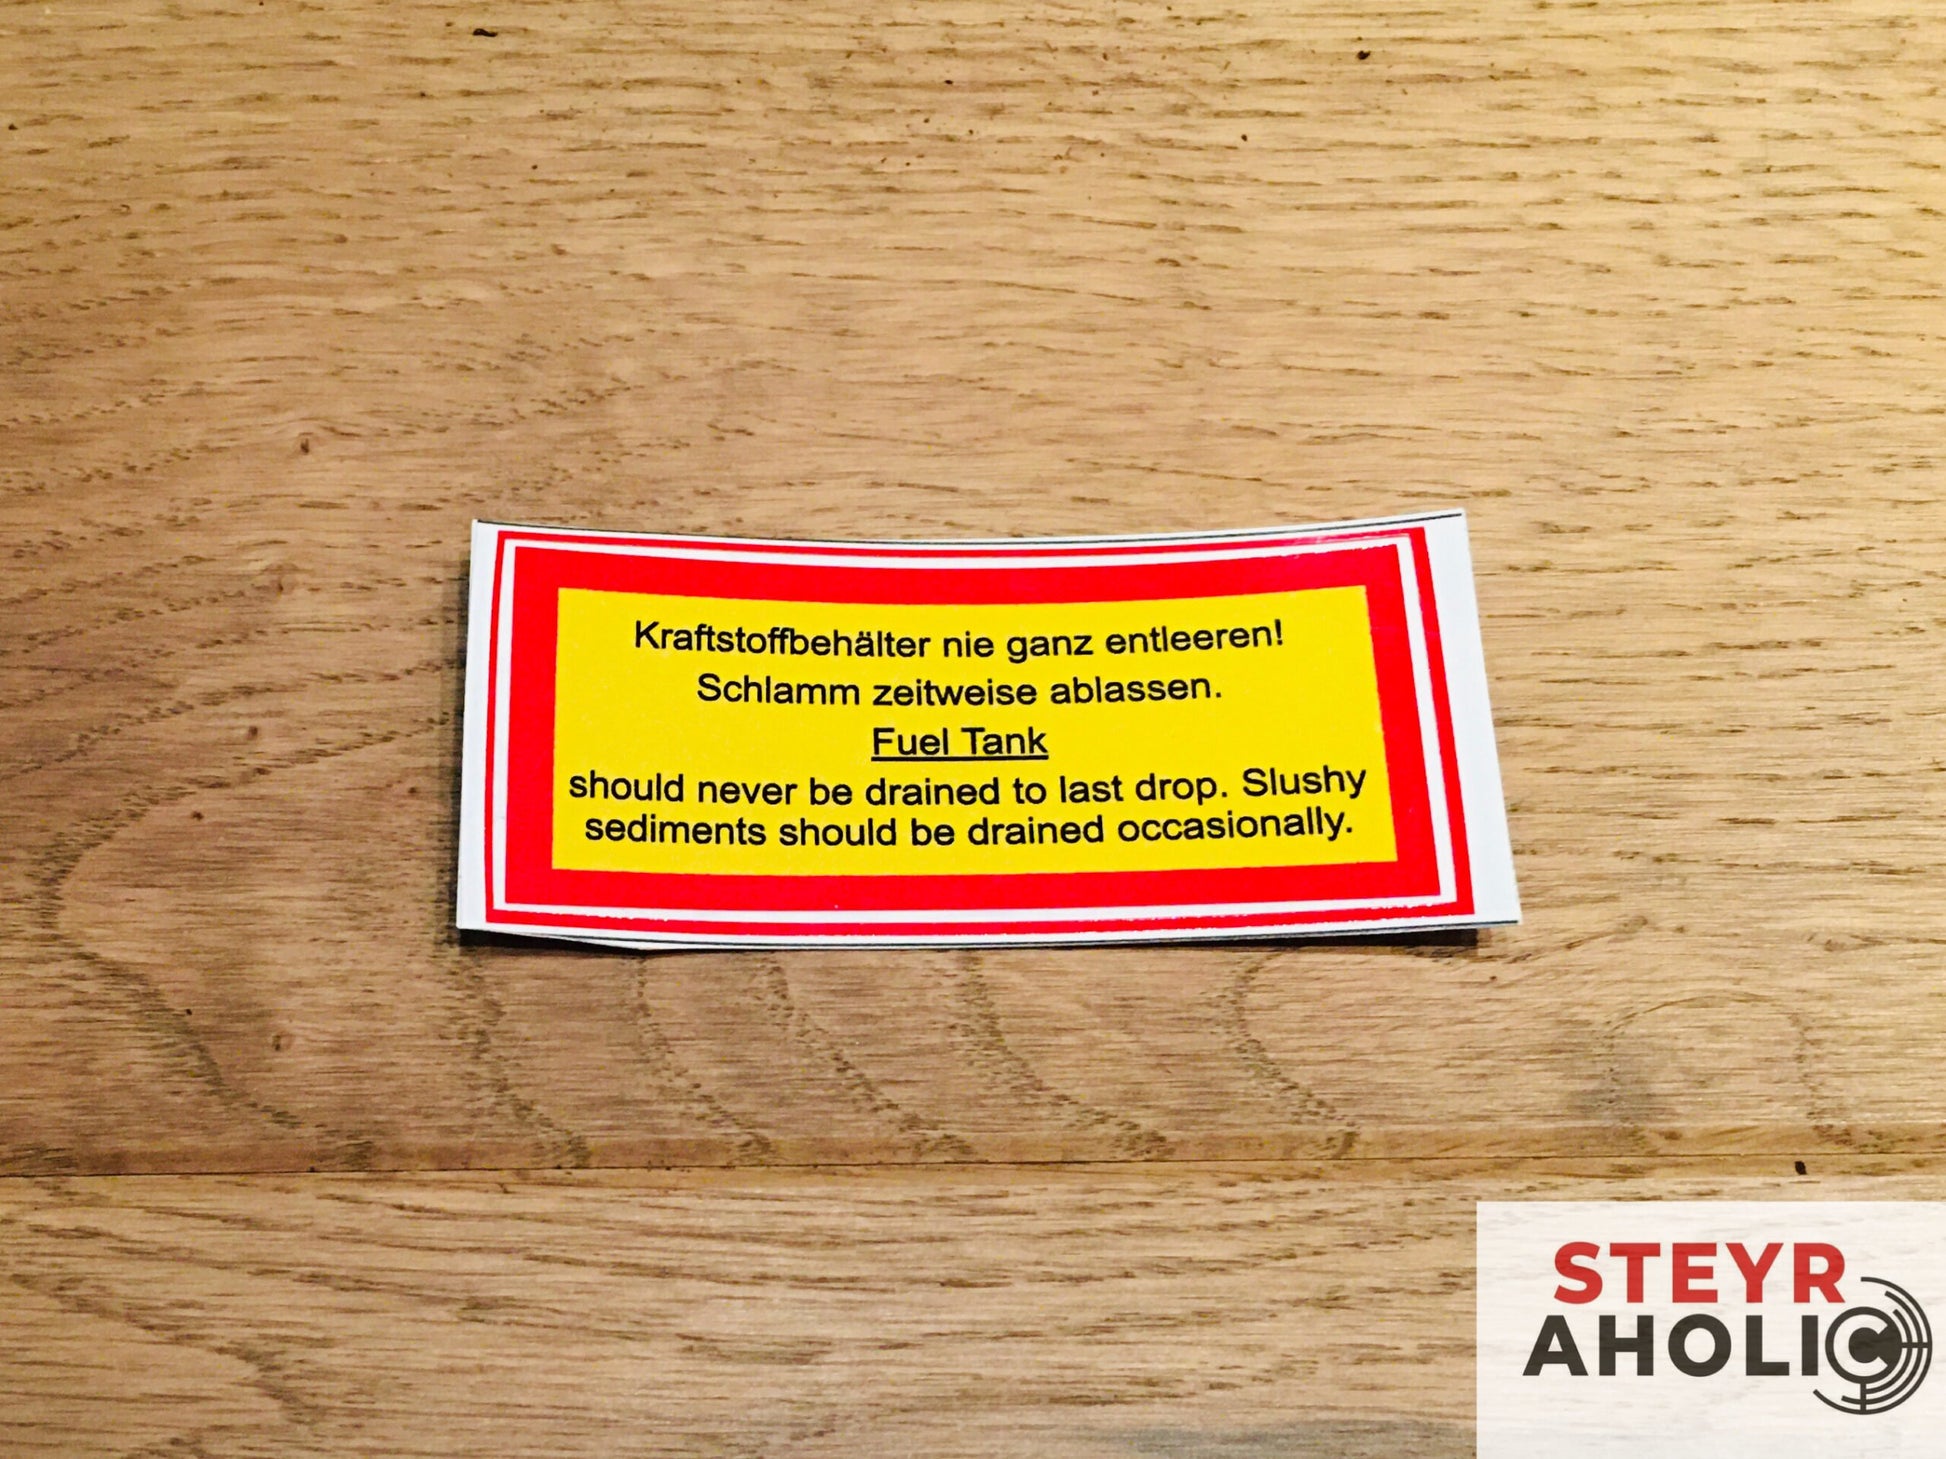 Kraftstoffbehälter nie ganz entleeren!
Schlamm zeitweise ablassen.
Fuel Tank
should never be drained to last drop. Slushy
sediments should be drained occasionally.
STEYR
AHOLIC